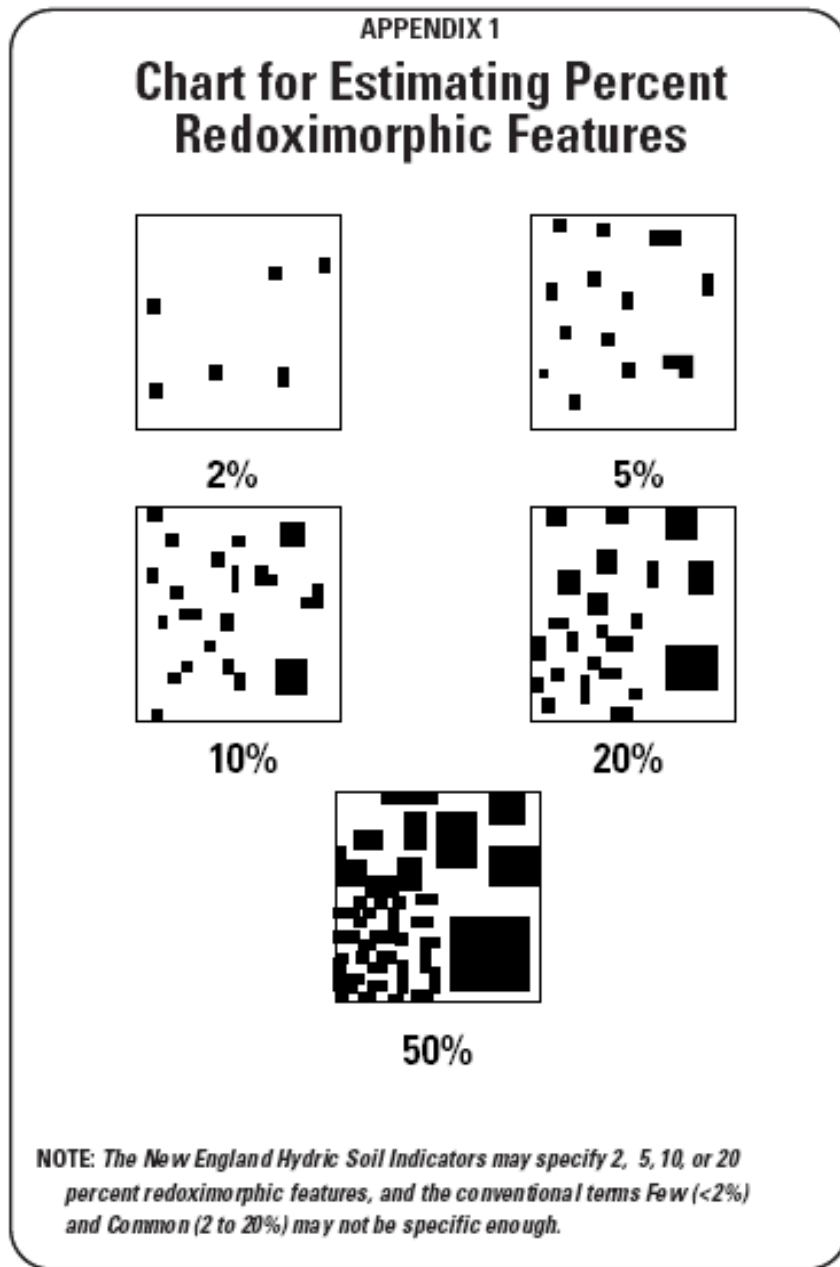 APPENDIX 1
Chart for Estimating Percent
Redoximorphic Features
2%
5%
10%
20%
50%
NOTE: The New England Hydric Soil Indicators may specify 2, 5, 10, or 20
percent redoximorphic features, and the conventional terms Few (<2%)
and Common (2 to 20%) may not be specific enough.